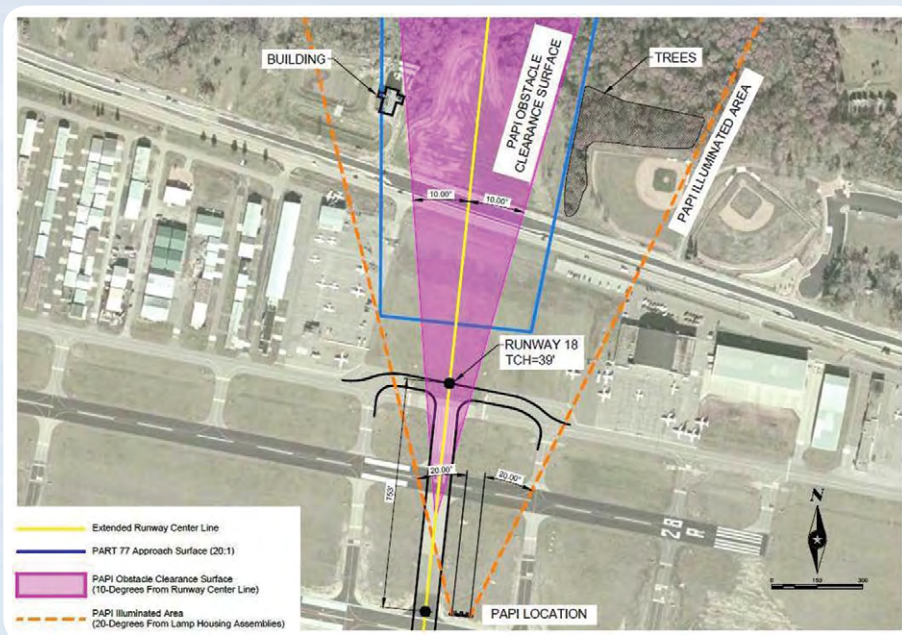 BUILDING
TREES
PAPI OBSTACLE
CLEARANCE SURFACE
PAPI ILLUMINATED AREA
10.00°
10.00°
RUNWAY 18
TCH=39'
20.00°
20.00°
753'
28
R
N
PAPI LOCATION
0 150 300
Extended Runway Center Line
PART 77 Approach Surface (20:1)
PAPI Obstacle Clearance Surface
(10-Degrees From Runway Center Line)
PAPI Illuminated Area
(20-Degrees From Lamp Housing Assemblies)